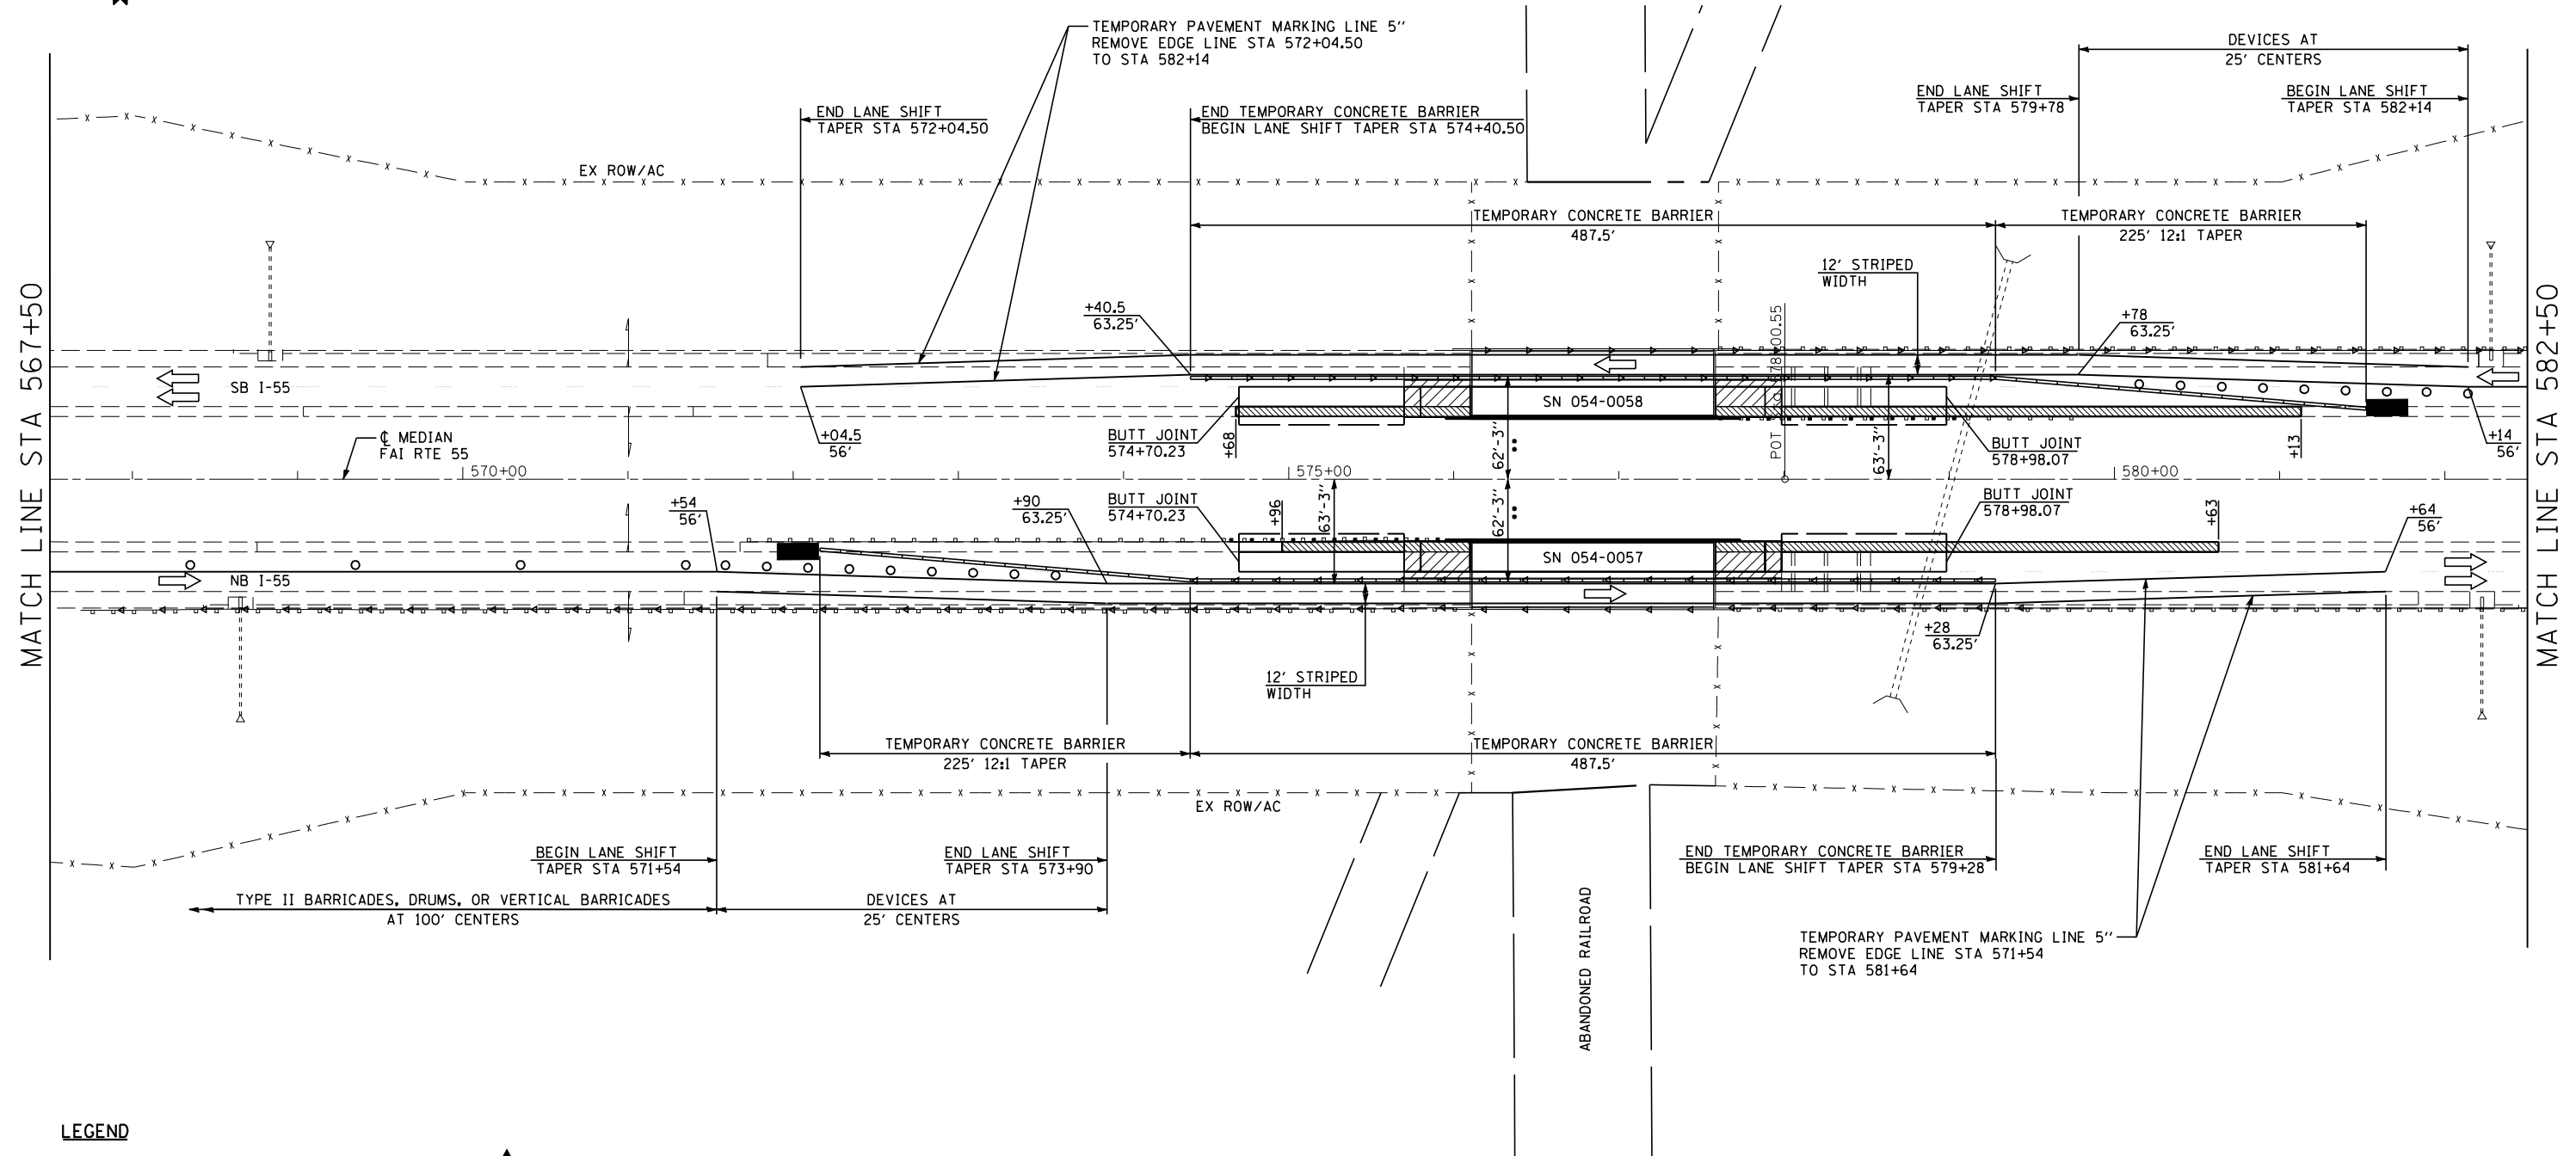 TEMPORARY PAVEMENT MARKING LINE 5''
REMOVE EDGE LINE STA 572+04.50
TO STA 582+14
DEVICES AT
25' CENTERS
END LANE SHIFT
TAPER STA 572+04.50
END TEMPORARY CONCRETE BARRIER
BEGIN LANE SHIFT TAPER STA 574+40.50
END LANE SHIFT
TAPER STA 579+78
BEGIN LANE SHIFT
TAPER STA 582+14
EX ROW/AC
TEMPORARY CONCRETE BARRIER
487.5'
TEMPORARY CONCRETE BARRIER
225' 12:1 TAPER
12' STRIPED
WIDTH
+40.5
63.25'
+78
63.25'
MATCH LINE STA 567+50
MATCH LINE STA 582+50
SB I-55
SN 054-0058
℄ MEDIAN
FAI RTE 55
+04.5
56'
BUTT JOINT
574+70.23
+68
62'-3''
••
63'-3''
BUTT JOINT
578+98.07
+13
+14
56'
570+00
575+00
580+00
+54
56'
+90
63.25'
BUTT JOINT
574+70.23
+96
63'-3''
62'-3''
••
BUTT JOINT
578+98.07
+63
+64
56'
NB I-55
SN 054-0057
+28
63.25'
12' STRIPED
WIDTH
TEMPORARY CONCRETE BARRIER
225' 12:1 TAPER
TEMPORARY CONCRETE BARRIER
487.5'
EX ROW/AC
BEGIN LANE SHIFT
TAPER STA 571+54
END LANE SHIFT
TAPER STA 573+90
END TEMPORARY CONCRETE BARRIER
BEGIN LANE SHIFT TAPER STA 579+28
END LANE SHIFT
TAPER STA 581+64
TYPE II BARRICADES, DRUMS, OR VERTICAL BARRICADES
AT 100' CENTERS
DEVICES AT
25' CENTERS
ABANDONED RAILROAD
TEMPORARY PAVEMENT MARKING LINE 5''
REMOVE EDGE LINE STA 571+54
TO STA 581+64
LEGEND